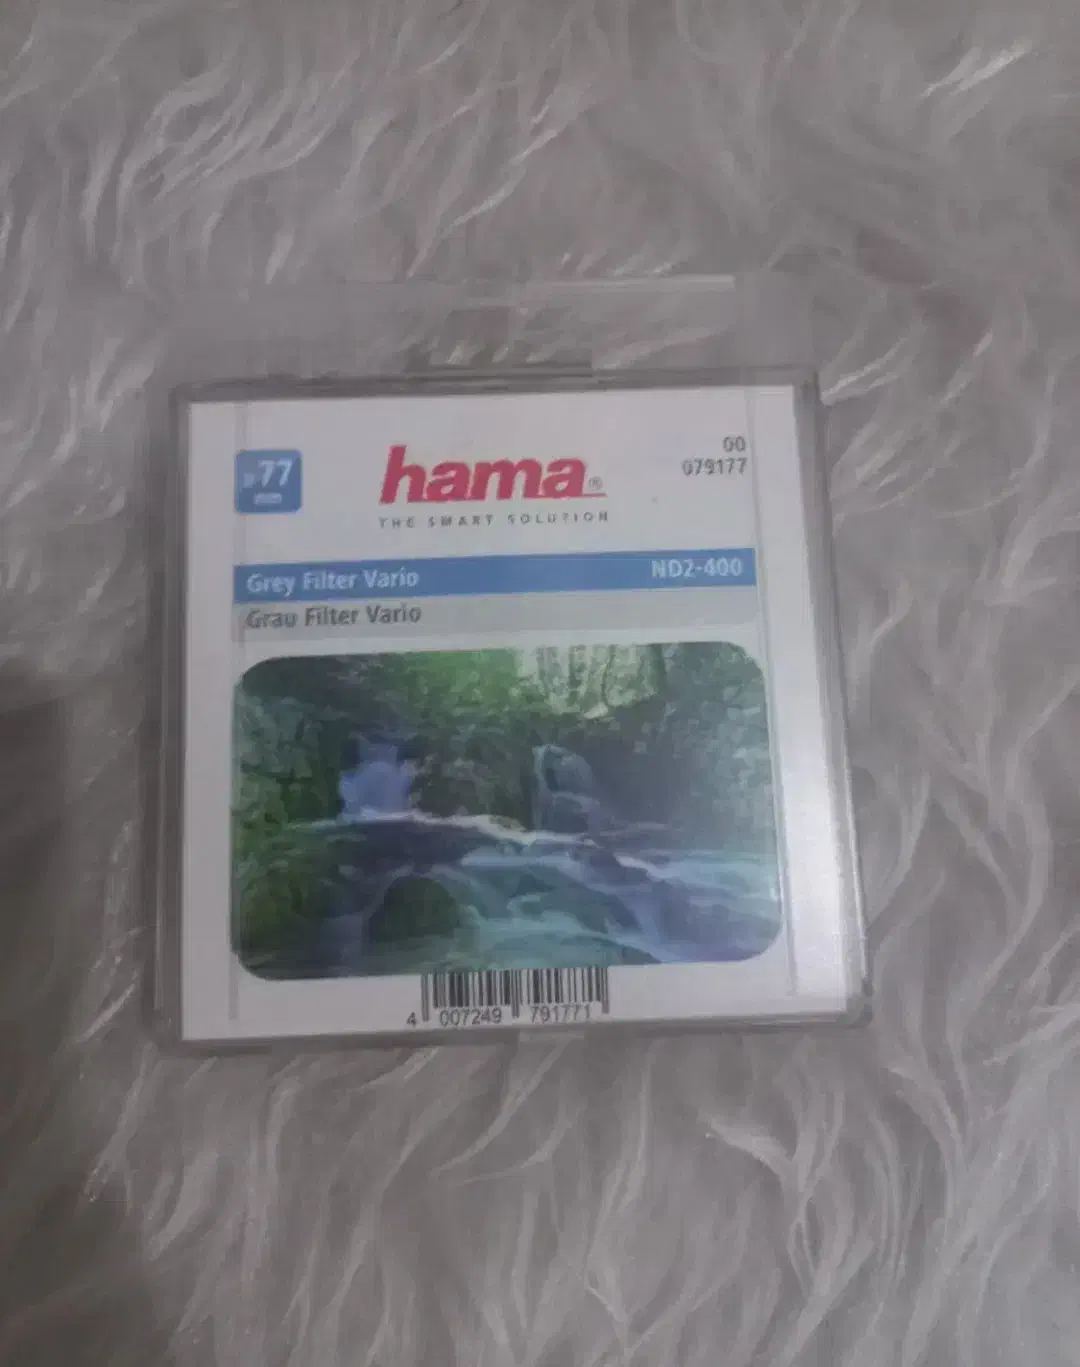 ø77
mm
hama®
THE SMART SOLUTION
00
079177
Grey Filter Vario ND2-400
Grau Filter Vario
4 007249 791771